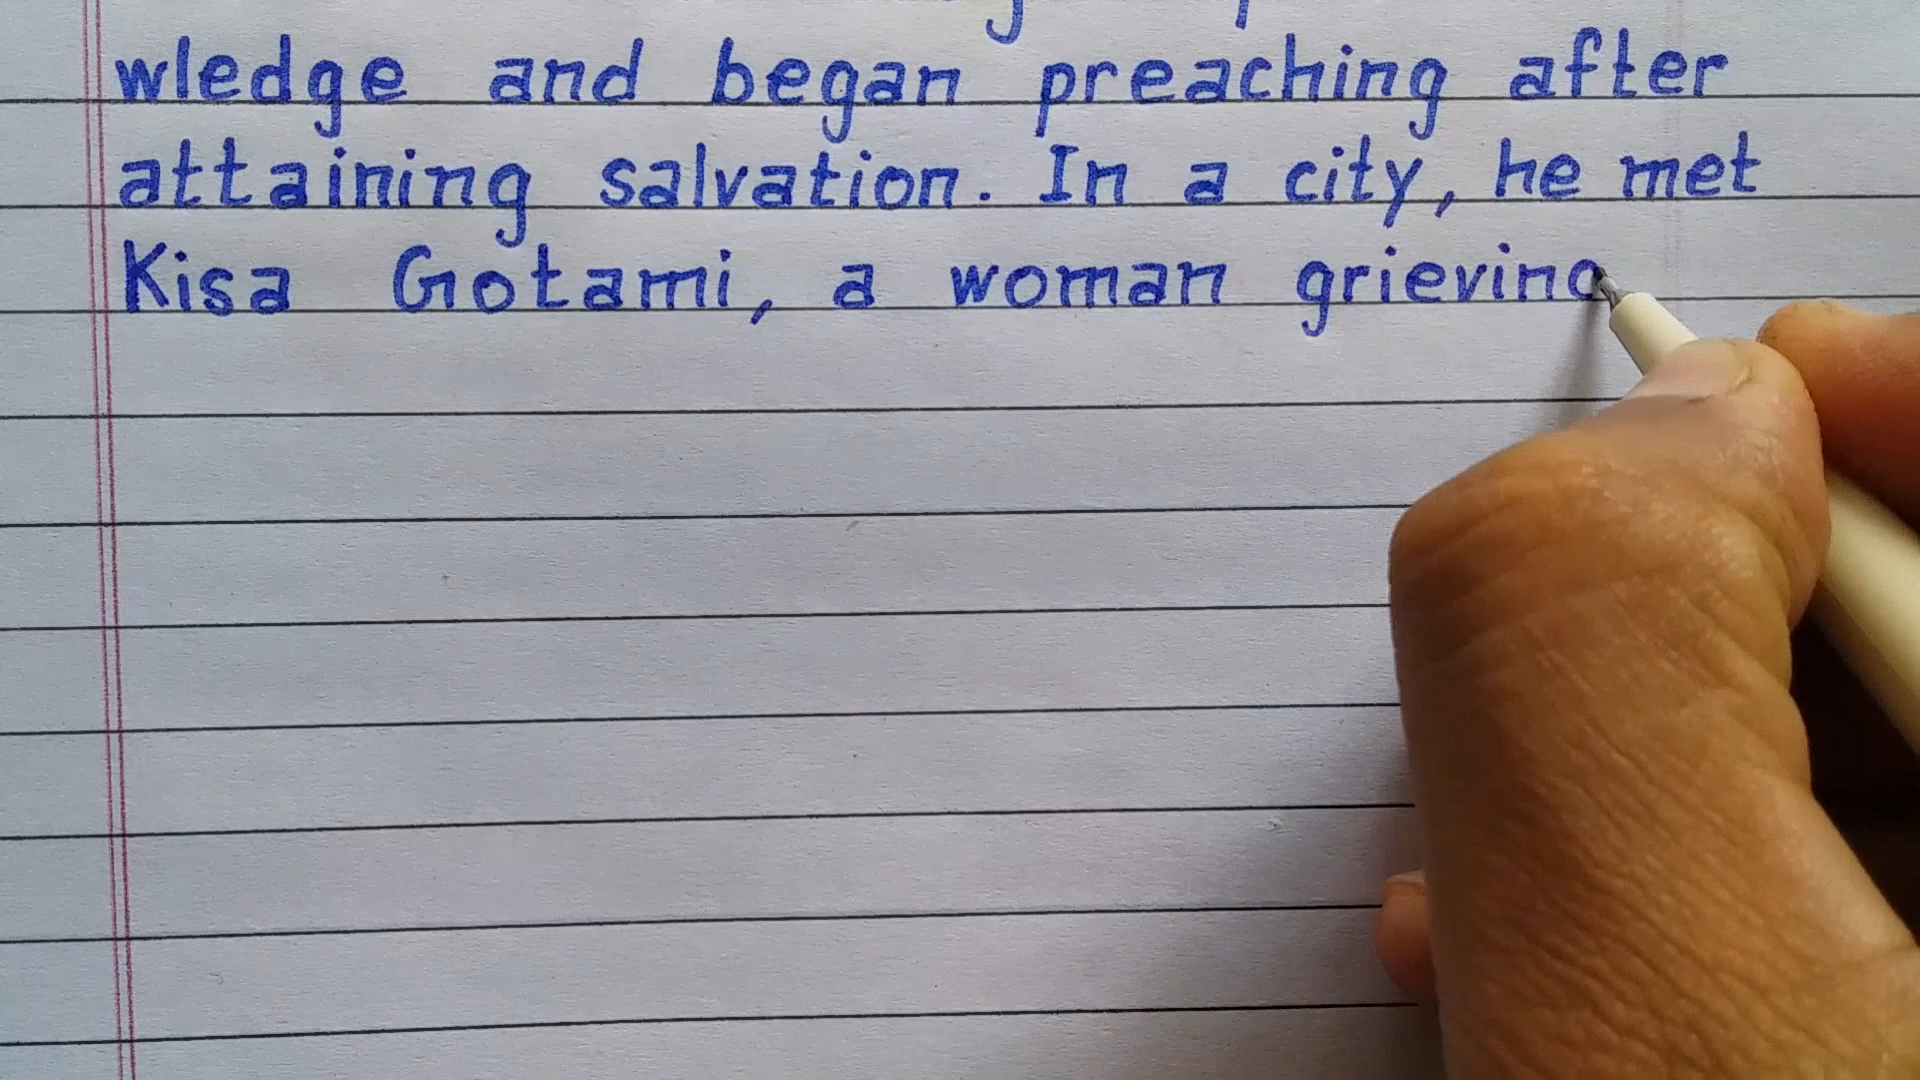 wledge and began preaching after
attaining salvation. In a city, he met
Kisa Gotami, a woman grieving